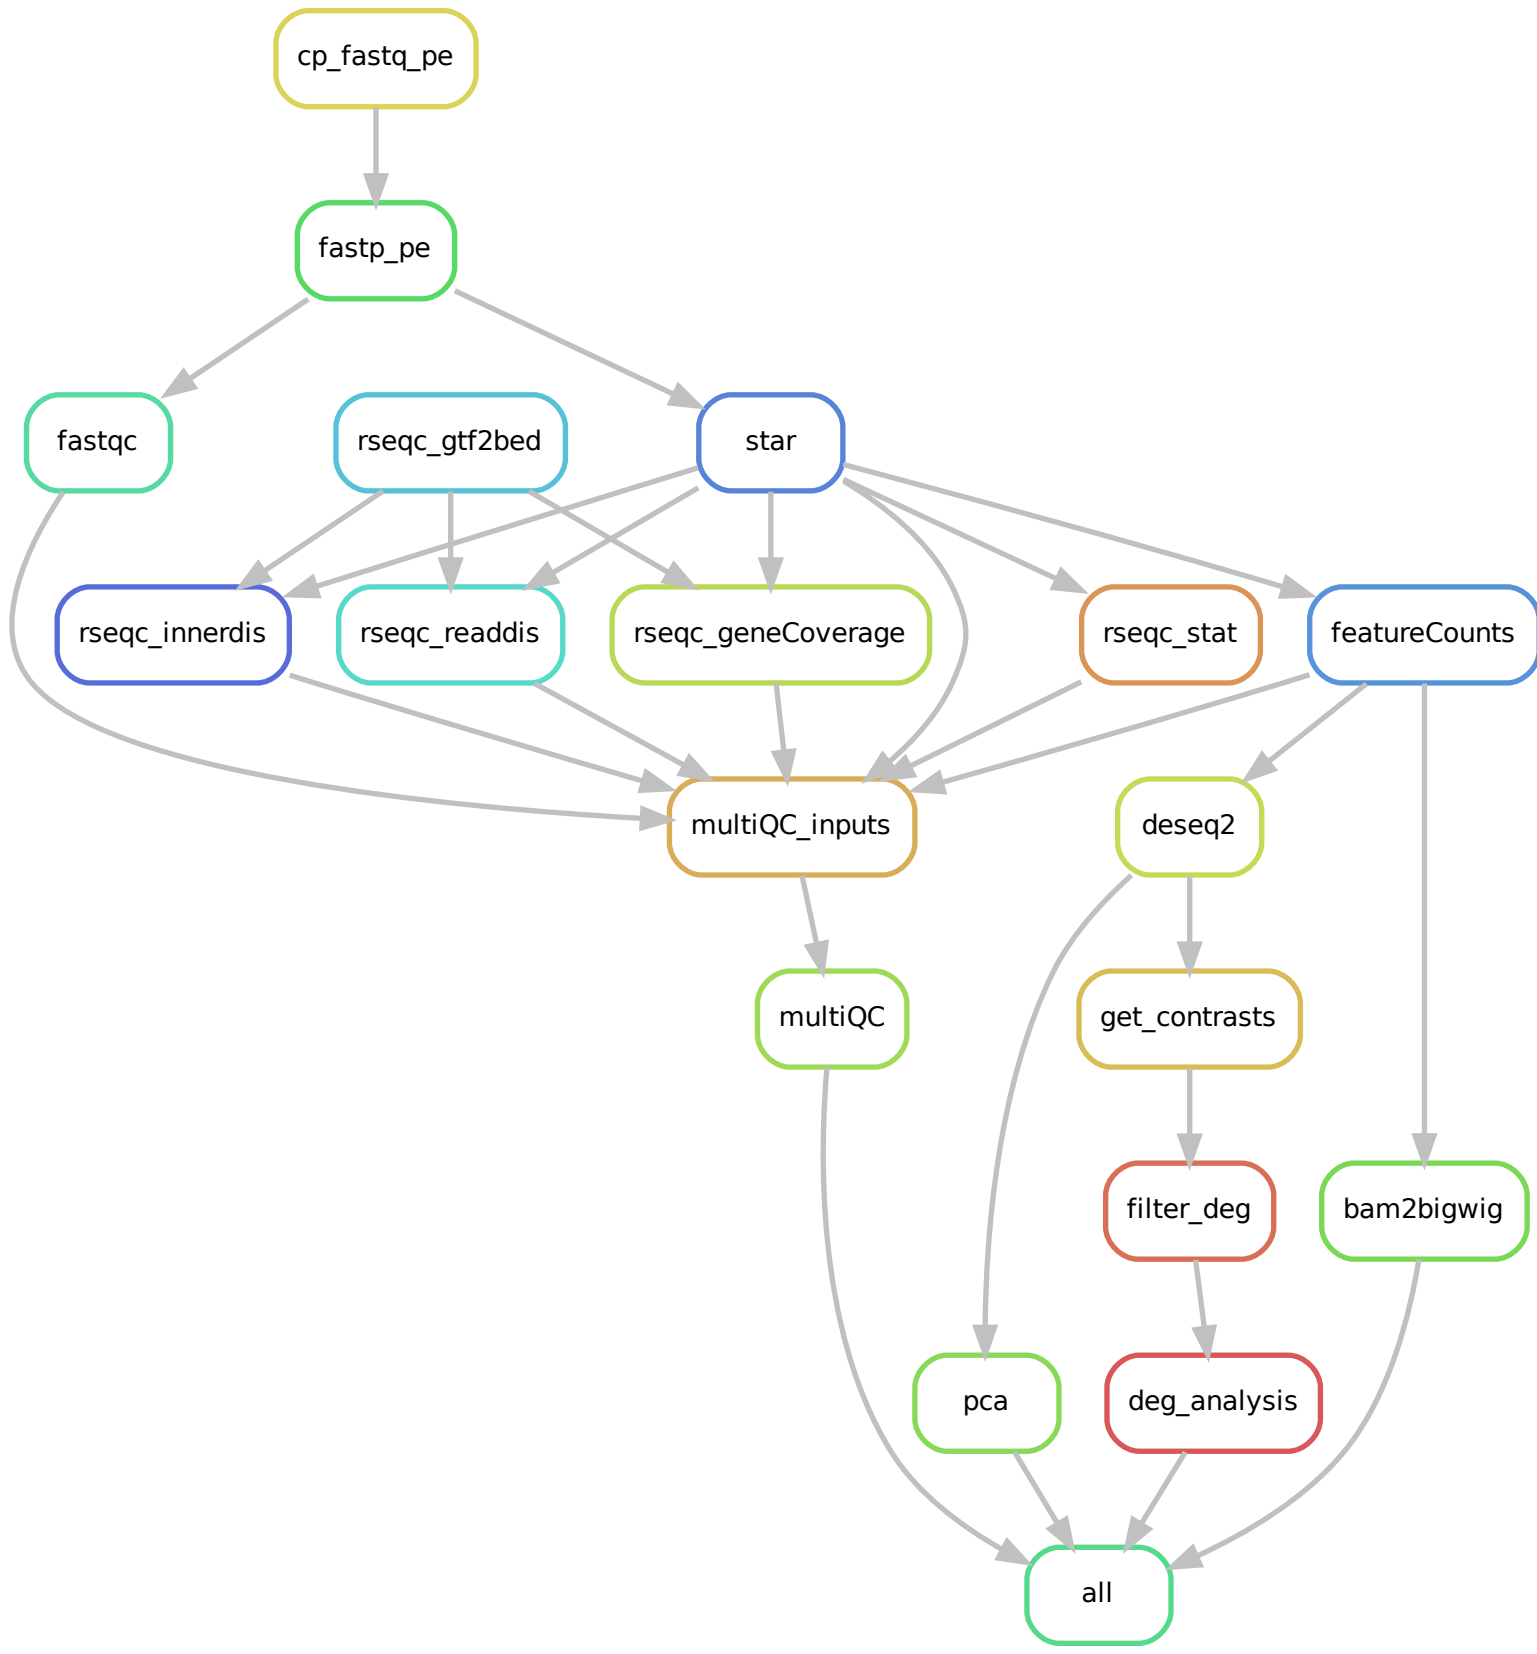 cp_fastq_pe
fastp_pe
fastqc
rseqc_gtf2bed
star
rseqc_innerdis
rseqc_readdis
rseqc_geneCoverage
rseqc_stat
featureCounts
multiQC_inputs
deseq2
multiQC
get_contrasts
filter_deg
bam2bigwig
pca
deg_analysis
all